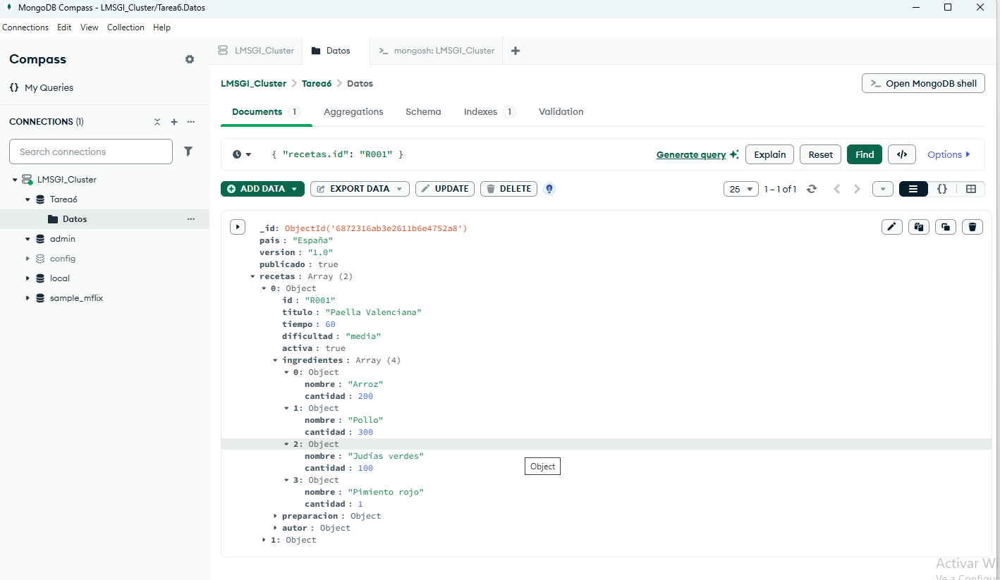 MongoDB Compass - LMSGI_Cluster/Tarea6.Datos
Connections Edit View Collection Help
Compass
{} My Queries
CONNECTIONS (1)
Search connections
LMSGI_Cluster
Tarea6
Datos
admin
config
local
sample_mflix
LMSGI_Cluster
Datos
>_ mongosh: LMSGI_Cluster
LMSGI_Cluster > Tarea6 > Datos
>_ Open MongoDB shell
Documents 1 Aggregations Schema Indexes 1 Validation
{ "recetas.id": "R001" }
Generate query Explain Reset Find </> Options
ADD DATA EXPORT DATA UPDATE DELETE
25 1 – 1 of 1 {}
_id: ObjectId('6872316ab3e2611b6e4752a8')
pais : "España"
version : "1.0"
publicado : true
recetas : Array (2)
0: Object
id : "R001"
titulo : "Paella Valenciana"
tiempo : 60
dificultad : "media"
activa : true
ingredientes : Array (4)
0: Object
nombre : "Arroz"
cantidad : 200
1: Object
nombre : "Pollo"
cantidad : 300
2: Object
nombre : "Judías verdes"
cantidad : 100
Object
3: Object
nombre : "Pimiento rojo"
cantidad : 1
preparacion : Object
autor : Object
1: Object
Activar Wi
Ve a